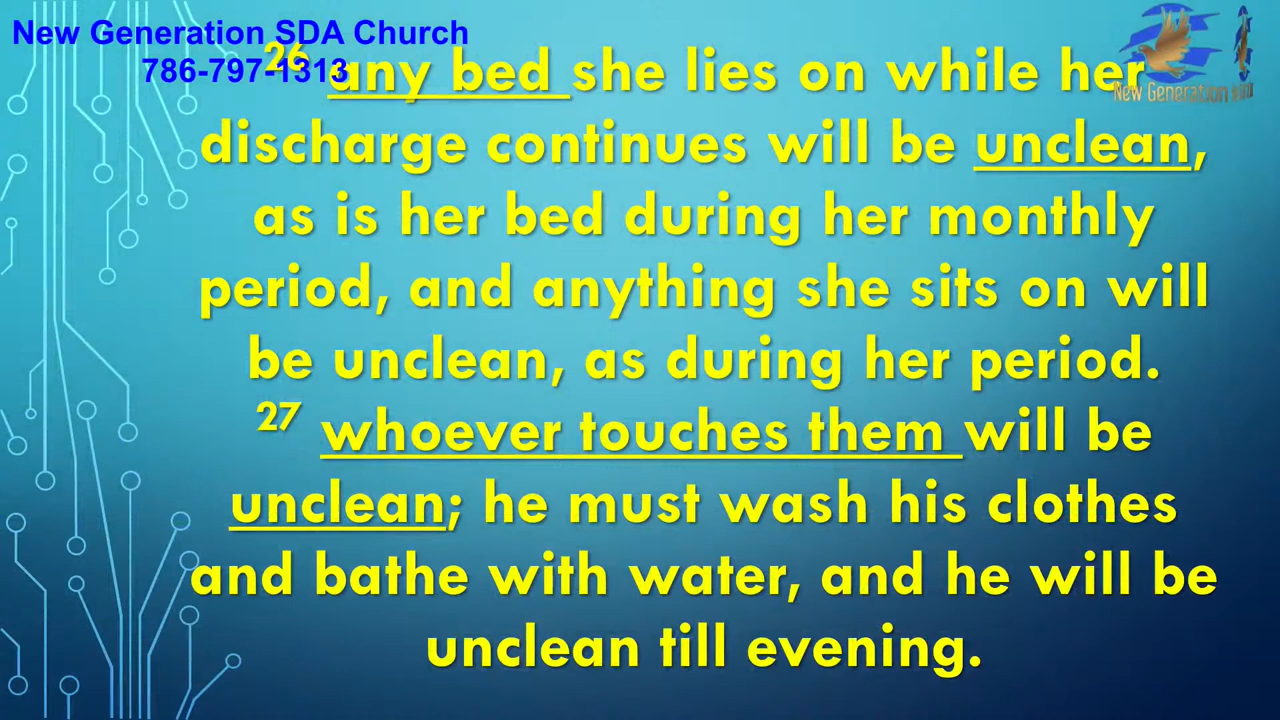 New Generation SDA Church
786-797-1313
New Generation SDA
26 any bed she lies on while her
discharge continues will be unclean,
as is her bed during her monthly
period, and anything she sits on will
be unclean, as during her period.
27 whoever touches them will be
unclean; he must wash his clothes
and bathe with water, and he will be
unclean till evening.